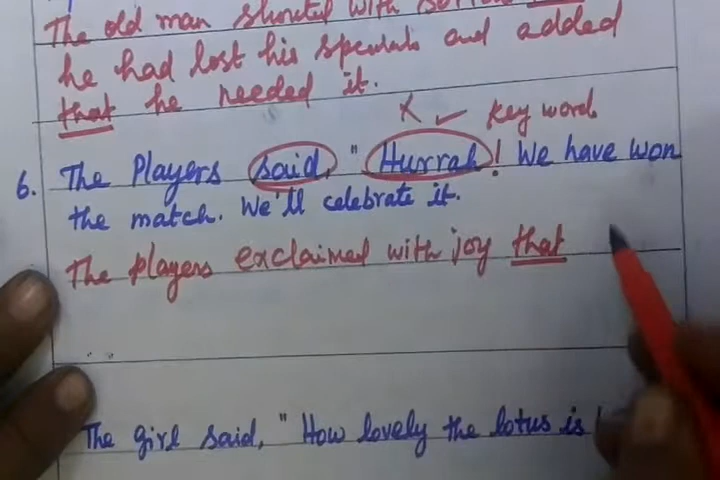 The old man shouted with
he had lost his spectacls and added
that he needed it.
X ✓ key words
6. The Players said, " Hurrah! We have won
the match. We'll celebrate it.
The players exclaimed with joy that
The girl said, " How lovely the lotus is !